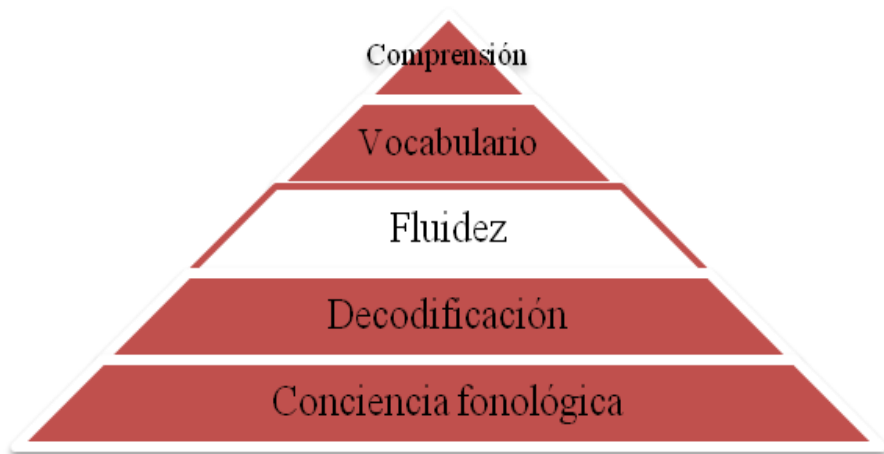 Comprensión
Vocabulario
Fluidez
Decodificación
Conciencia fonológica